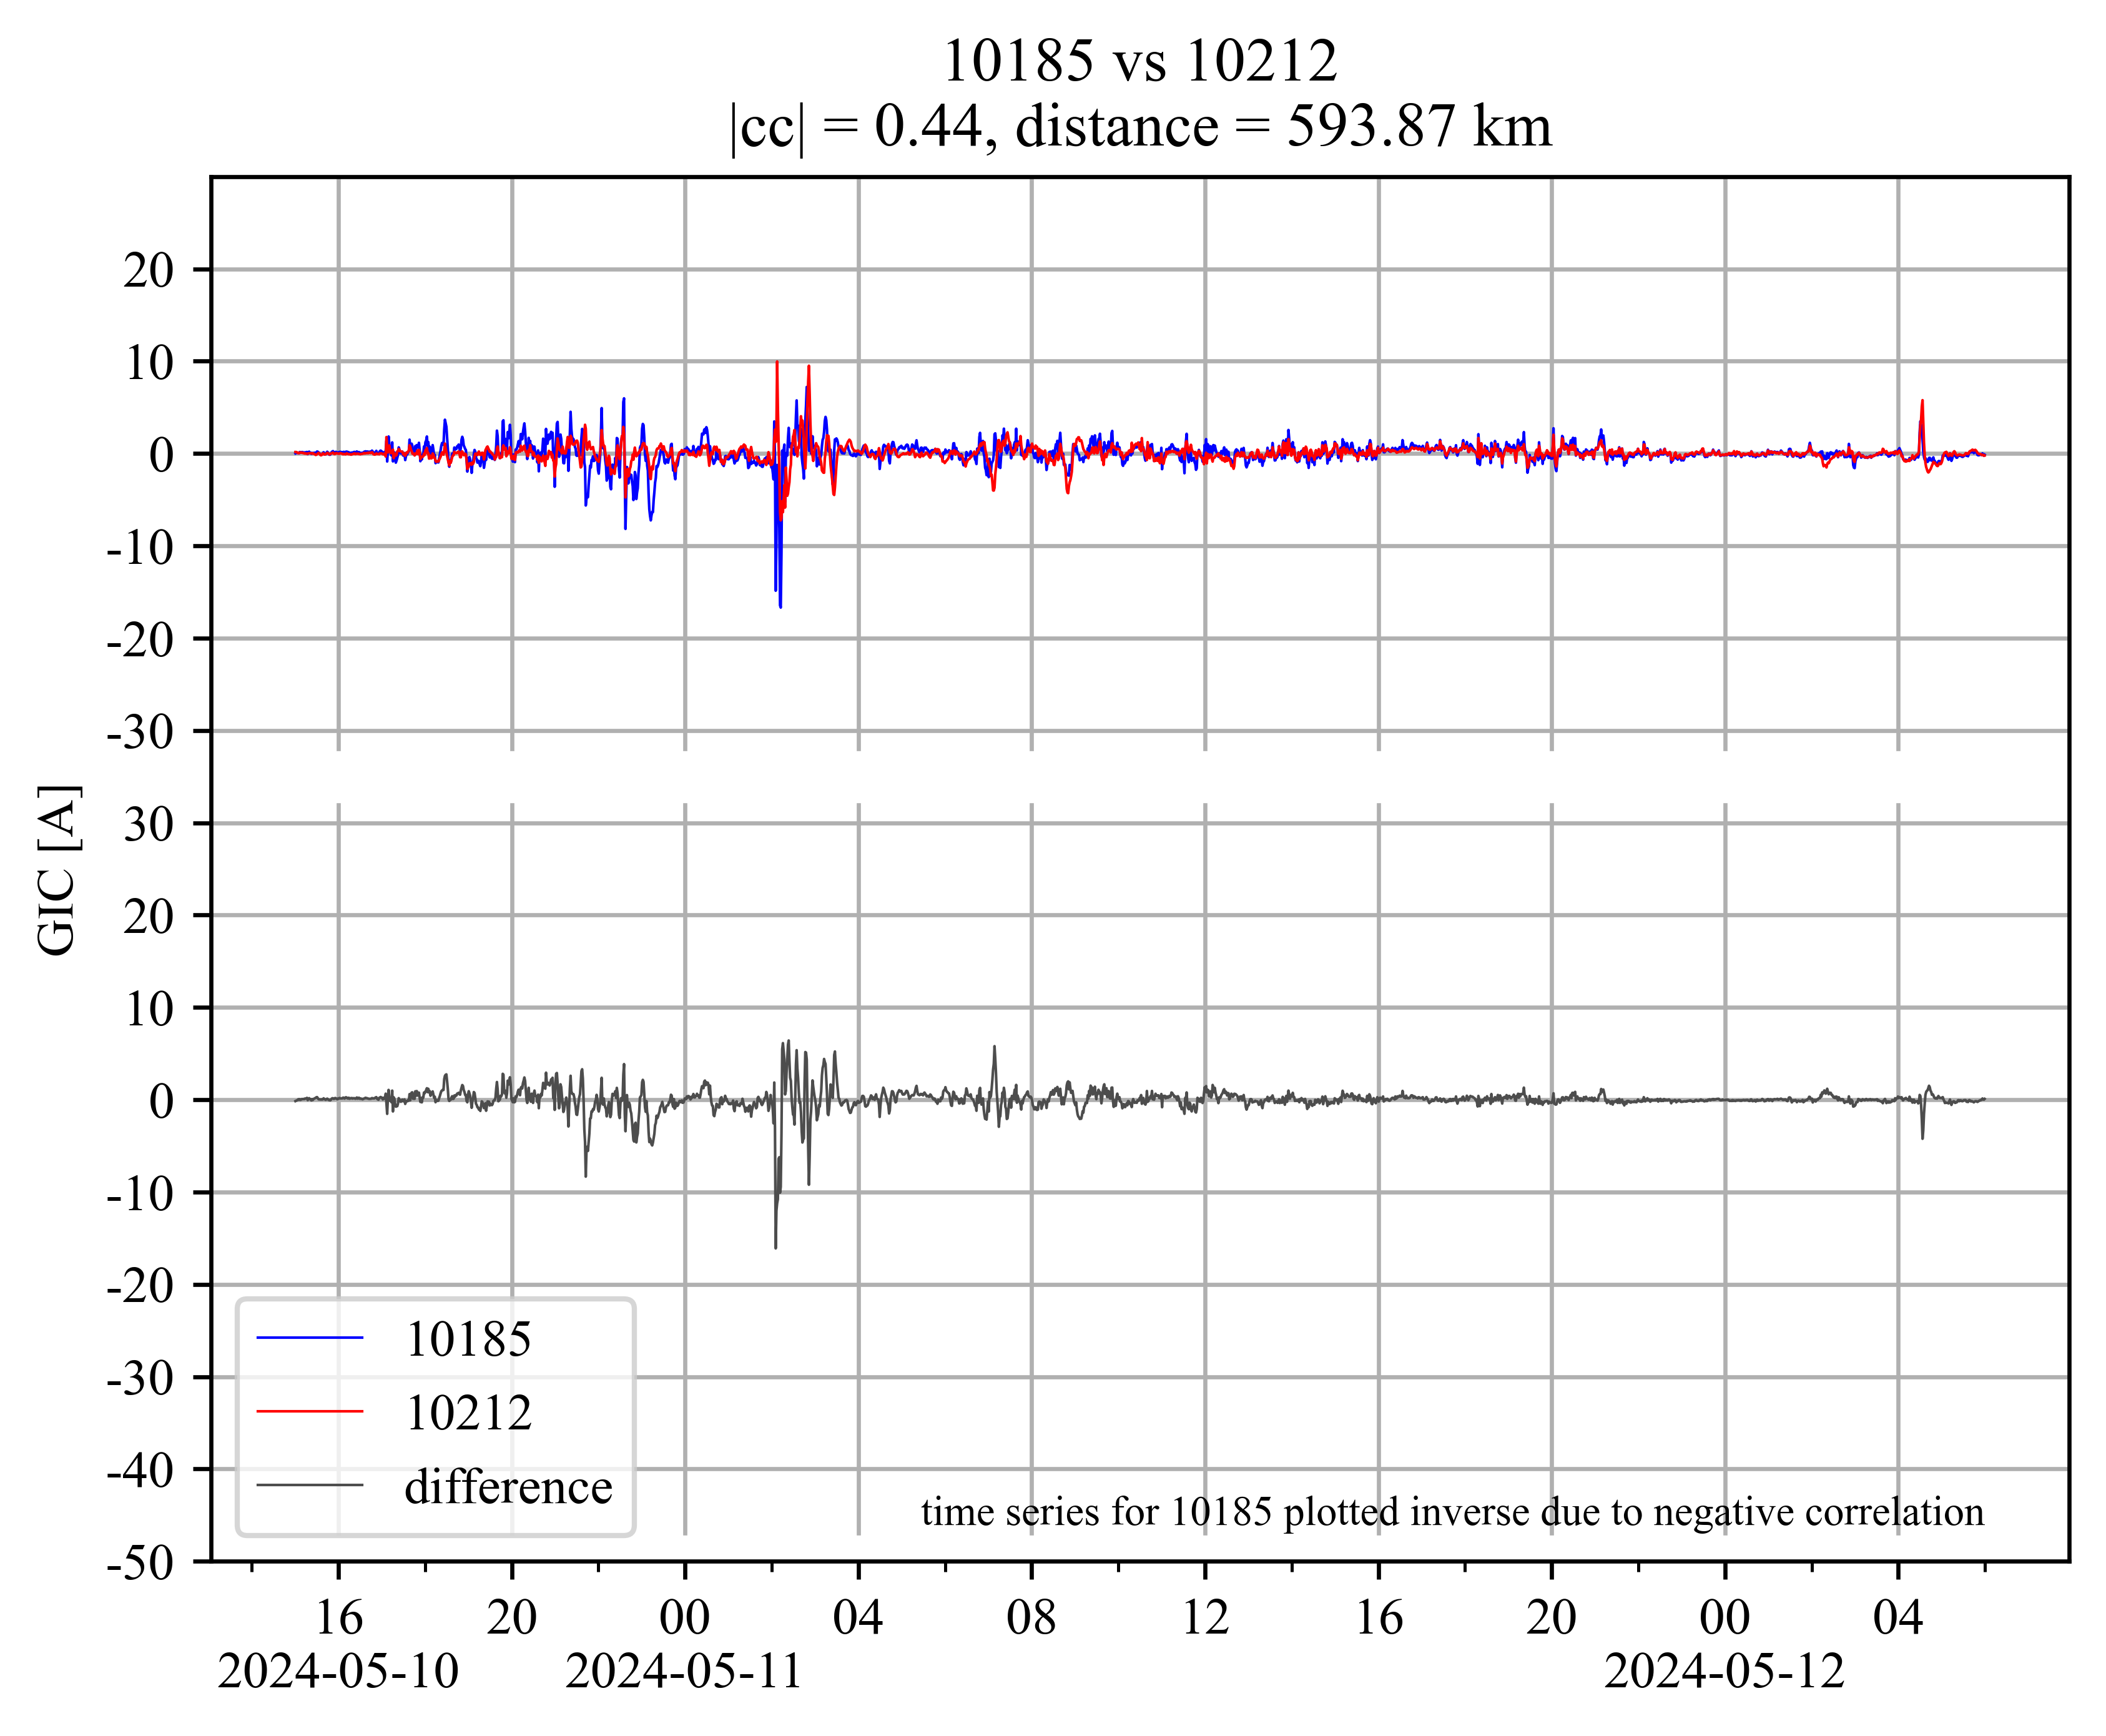 10185 vs 10212
|cc| = 0.44, distance = 593.87 km
20
10
0
-10
-20
-30
30
20
10
0
-10
-20
-30
-40
-50
GIC [A]
10185
10212
difference
time series for 10185 plotted inverse due to negative correlation
16 20 00 04 08 12 16 20 00 04
2024-05-10 2024-05-11 2024-05-12